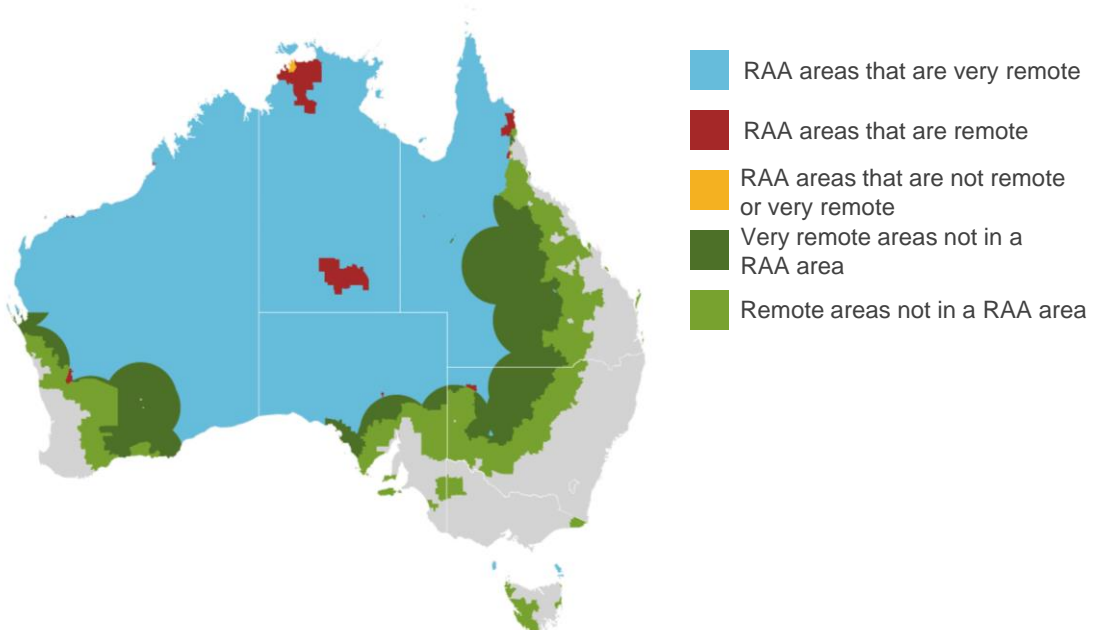 RAA areas that are very remote
RAA areas that are remote
RAA areas that are not remote
or very remote
Very remote areas not in a
RAA area
Remote areas not in a RAA area